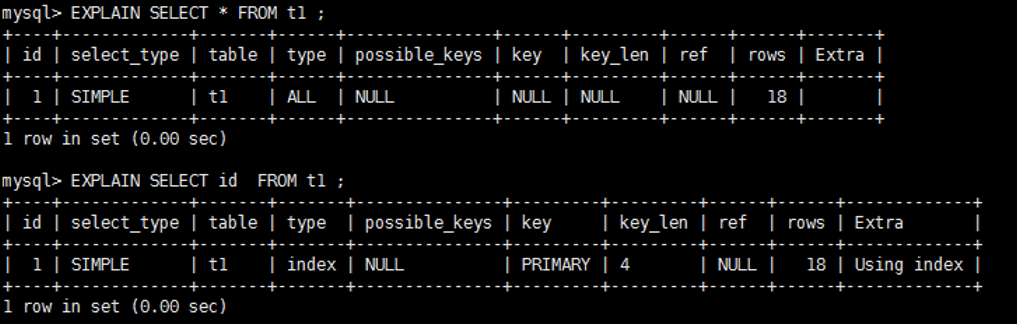 mysql> EXPLAIN SELECT * FROM t1 ;
+----+-------------+-------+------+---------------+------+---------+------+------+-------+
| id | select_type | table | type | possible_keys | key  | key_len | ref  | rows | Extra |
+----+-------------+-------+------+---------------+------+---------+------+------+-------+
|  1 | SIMPLE      | t1    | ALL  | NULL          | NULL | NULL    | NULL |   18 |       |
+----+-------------+-------+------+---------------+------+---------+------+------+-------+
1 row in set (0.00 sec)
mysql> EXPLAIN SELECT id  FROM t1 ;
+----+-------------+-------+-------+---------------+---------+---------+------+------+-------------+
| id | select_type | table | type  | possible_keys | key     | key_len | ref  | rows | Extra       |
+----+-------------+-------+-------+---------------+---------+---------+------+------+-------------+
|  1 | SIMPLE      | t1    | index | NULL          | PRIMARY | 4       | NULL |   18 | Using index |
+----+-------------+-------+-------+---------------+---------+---------+------+------+-------------+
1 row in set (0.00 sec)